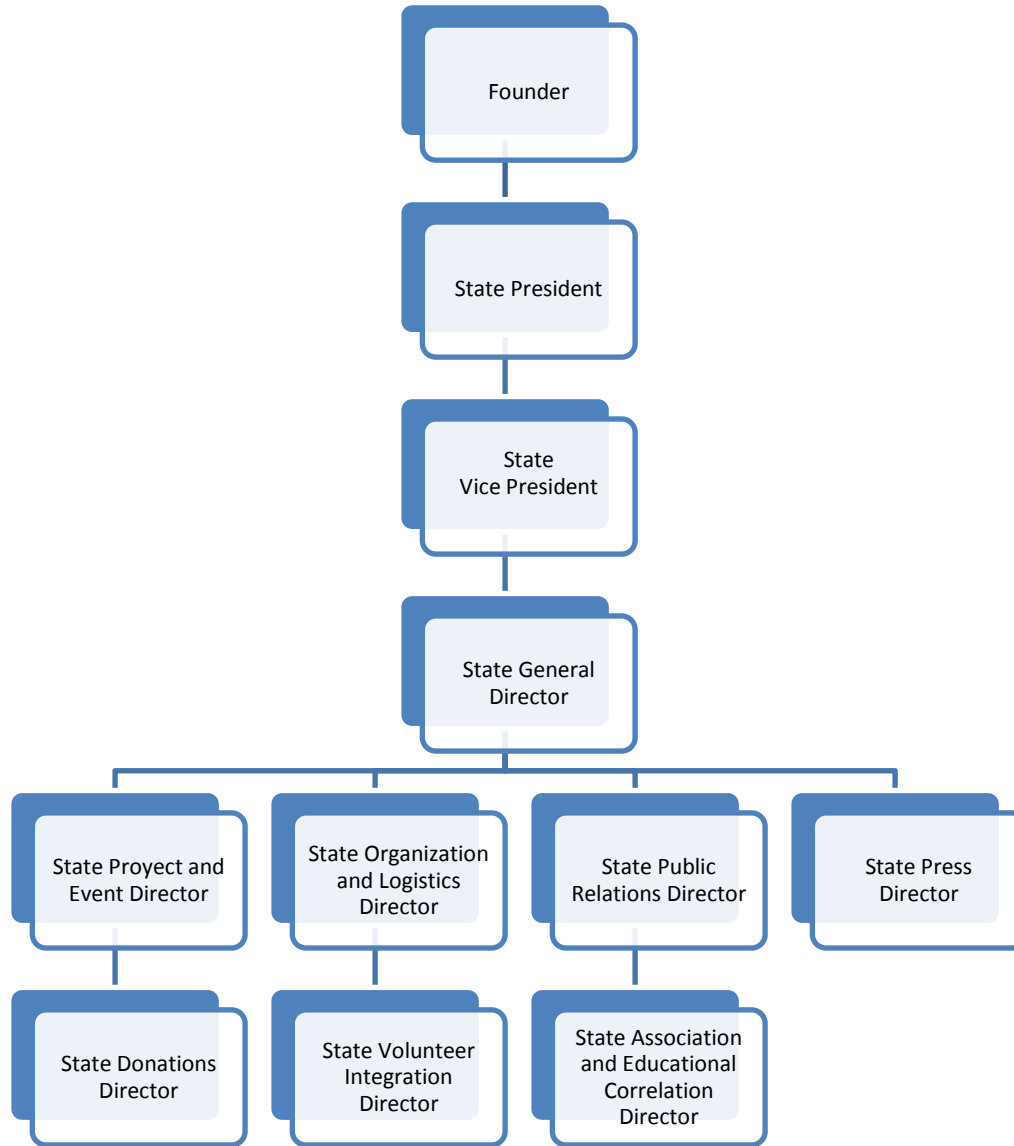 Founder
State President
State
Vice President
State General
Director
State Proyect and
Event Director
State Organization
and Logistics
Director
State Public
Relations Director
State Press
Director
State Donations
Director
State Volunteer
Integration
Director
State Association
and Educational
Correlation
Director